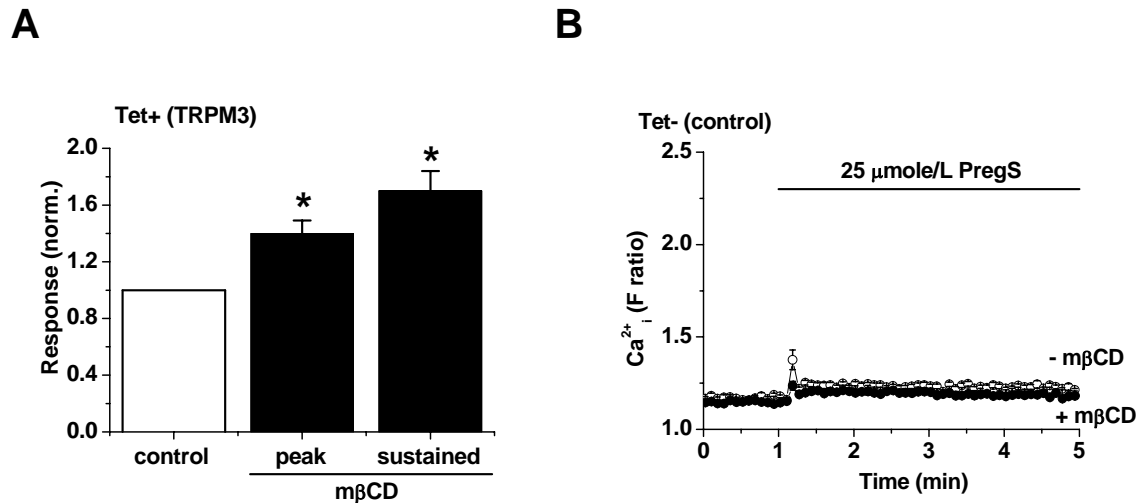 A
Tet+ (TRPM3)
Response (norm.)
2.0
1.6
1.2
0.8
0.4
0.0
*
*
control
peak
sustained
mβCD
B
Tet- (control)
Ca²⁺ᵢ (F ratio)
2.5
2.0
1.5
1.0
25 μmole/L PregS
- mβCD
+ mβCD
0 1 2 3 4 5
Time (min)